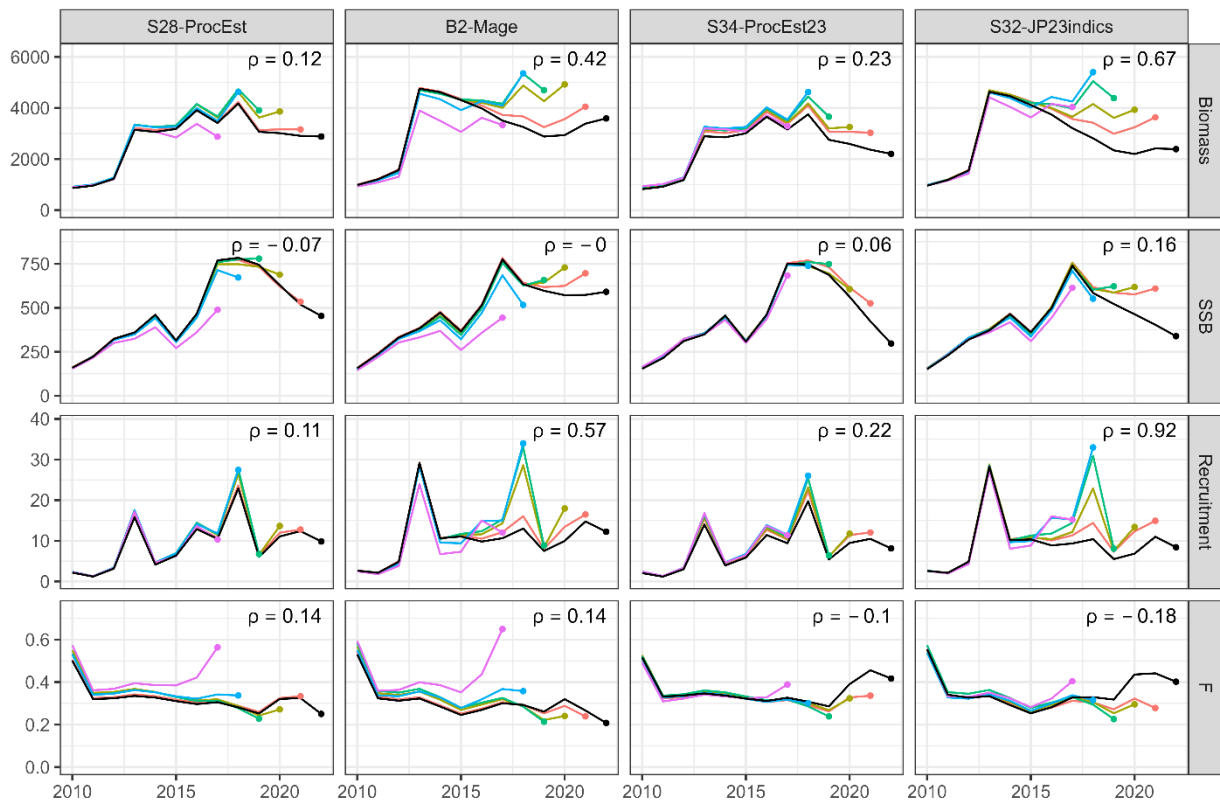 S28-ProcEst B2-Mage S34-ProcEst23 S32-JP23indics
6000
4000
2000
0
ρ = 0.12 ρ = 0.42 ρ = 0.23 ρ = 0.67
Biomass
750
500
250
0
ρ = − 0.07 ρ = −0 ρ = 0.06 ρ = 0.16
SSB
40
30
20
10
0
ρ = 0.11 ρ = 0.57 ρ = 0.22 ρ = 0.92
Recruitment
0.6
0.4
0.2
0.0
ρ = 0.14 ρ = 0.14 ρ = − 0.1 ρ = − 0.18
F
2010 2015 2020 2010 2015 2020 2010 2015 2020 2010 2015 2020